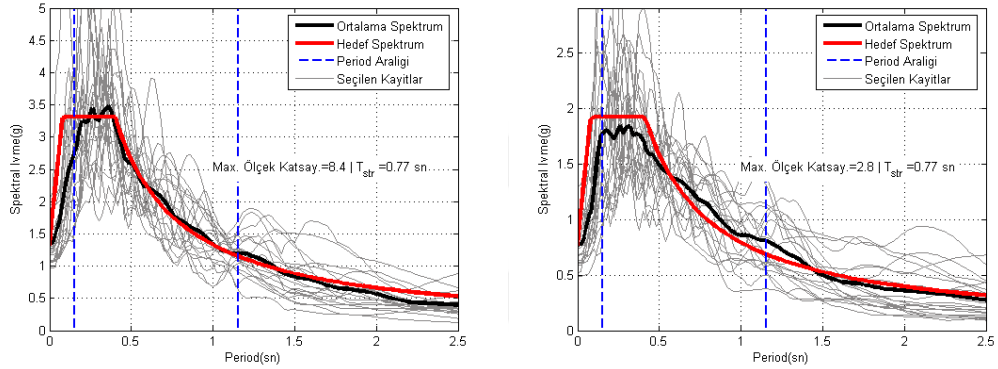 5
4.5
4
3.5
3
2.5
2
1.5
1
0.5
0
Spektral İvme(g)
Ortalama Spektrum
Hedef Spektrum
Period Araligi
Seçilen Kayitlar
Max. Ölçek Katsay.=8.4 | Tstr=0.77 sn
0 0.5 1 1.5 2 2.5
Period(sn)
2.5
2
1.5
1
0.5
0
Spektral İvme(g)
Ortalama Spektrum
Hedef Spektrum
Period Araligi
Seçilen Kayitlar
Max. Ölçek Katsay.=2.8 | Tstr=0.77 sn
0 0.5 1 1.5 2 2.5
Period(sn)